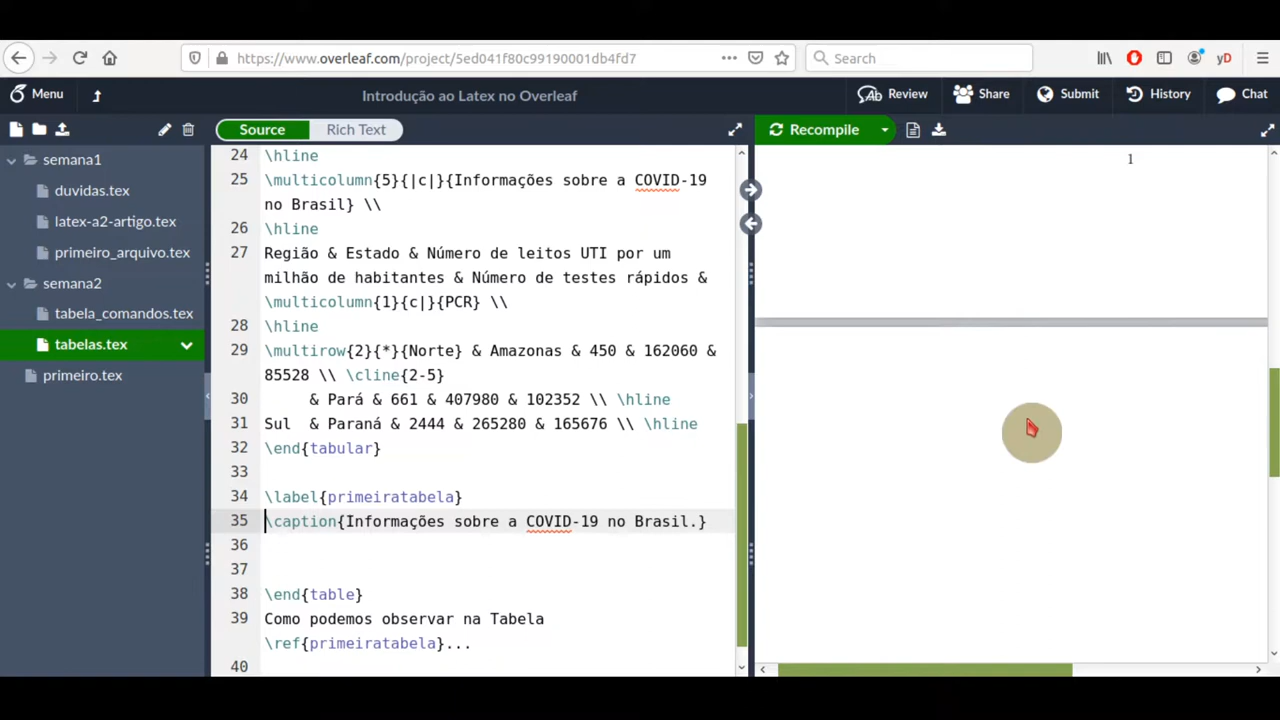 https://www.overleaf.com/project/5ed041f80c99190001db4fd7
Search
Menu
Introdução ao Latex no Overleaf
Review
Share
Submit
History
Chat
Source
Rich Text
Recompile
semana1
duvidas.tex
latex-a2-artigo.tex
primeiro_arquivo.tex
semana2
tabela_comandos.tex
tabelas.tex
primeiro.tex
24 \hline
25 \multicolumn{5}{|c|}{Informações sobre a COVID-19
no Brasil} \\
26 \hline
27 Região & Estado & Número de leitos UTI por um
milhão de habitantes & Número de testes rápidos &
\multicolumn{1}{c|}{PCR} \\
28 \hline
29 \multirow{2}{*}{Norte} & Amazonas & 450 & 162060 &
85528 \\ \cline{2-5}
30 & Pará & 661 & 407980 & 102352 \\ \hline
31 Sul & Paraná & 2444 & 265280 & 165676 \\ \hline
32 \end{tabular}
33
34 \label{primeiratabela}
35 \caption{Informações sobre a COVID-19 no Brasil.}
36
37
38 \end{table}
39 Como podemos observar na Tabela
\ref{primeiratabela}...
40
1
yD